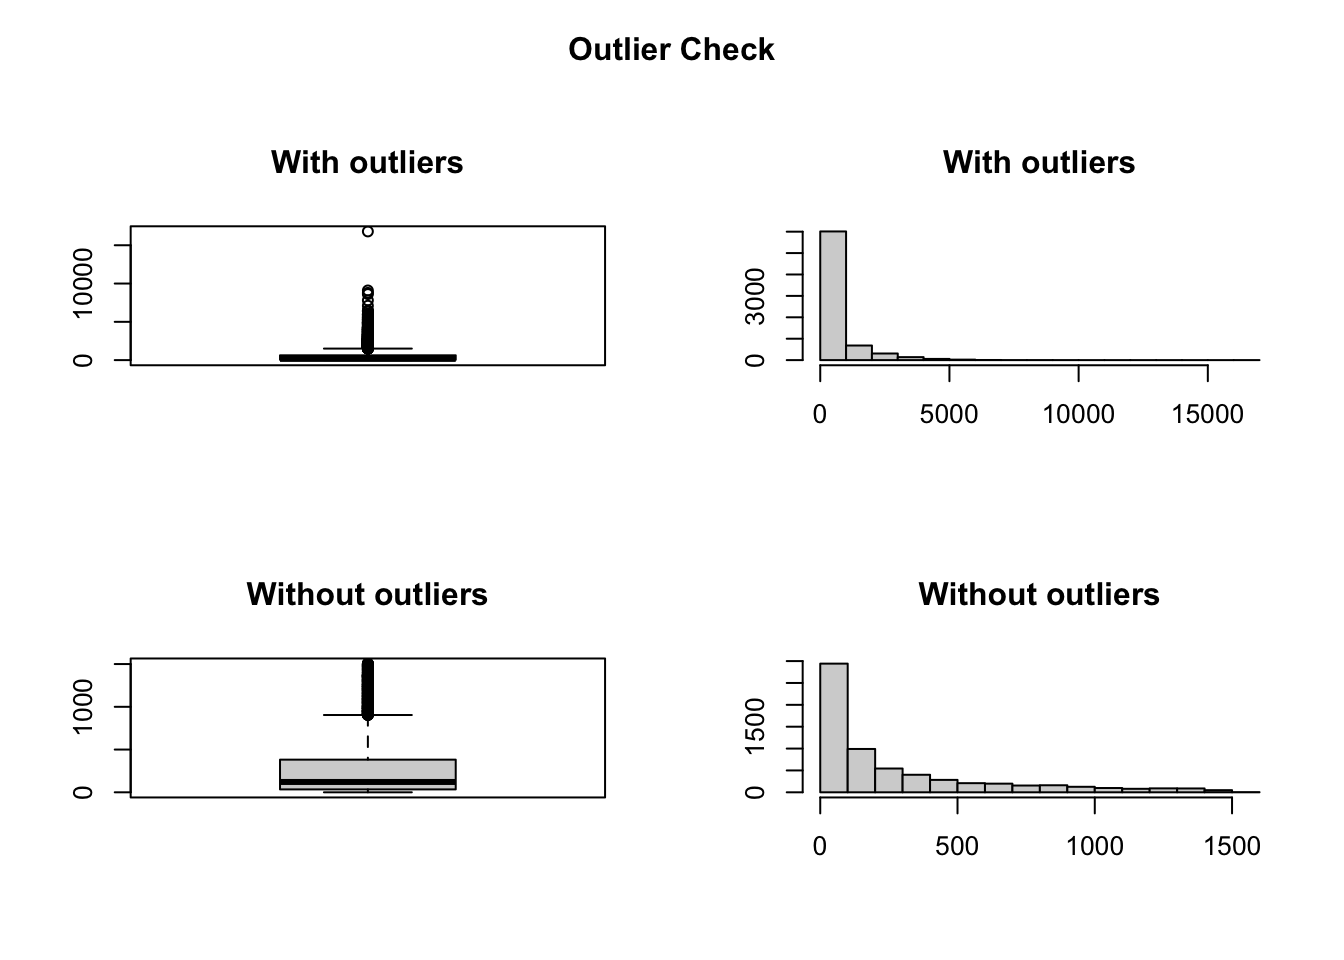 Outlier Check
With outliers
With outliers
10000
0
3000
0
0 5000 10000 15000
Without outliers
Without outliers
1000
0
1500
0
0 500 1000 1500